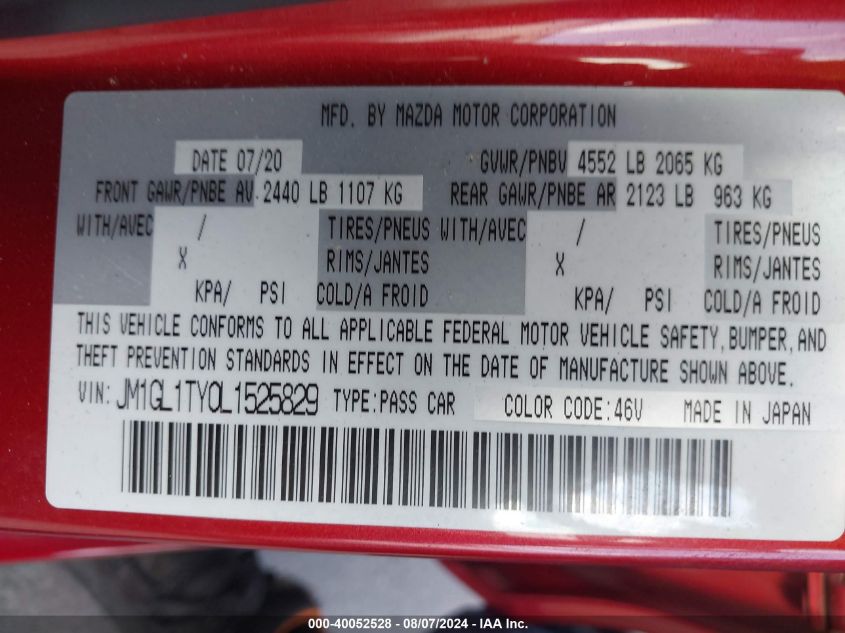 MFD. BY MAZDA MOTOR CORPORATION
DATE 07/20 GVWR/PNBV 4552 LB 2065 KG
FRONT GAWR/PNBE AV 2440 LB 1107 KG REAR GAWR/PNBE AR 2123 LB 963 KG
WITH/AVEC / TIRES/PNEUS WITH/AVEC / TIRES/PNEUS
X RIMS/JANTES X RIMS/JANTES
KPA/ PSI COLD/A FROID KPA/ PSI COLD/A FROID
THIS VEHICLE CONFORMS TO ALL APPLICABLE FEDERAL MOTOR VEHICLE SAFETY, BUMPER, AND
THEFT PREVENTION STANDARDS IN EFFECT ON THE DATE OF MANUFACTURE SHOWN ABOVE.
VIN: JM1GL1TY0L1525829 TYPE:PASS CAR COLOR CODE:46V MADE IN JAPAN
000-40052528 - 08/07/2024 - WWW.IAAI.COM